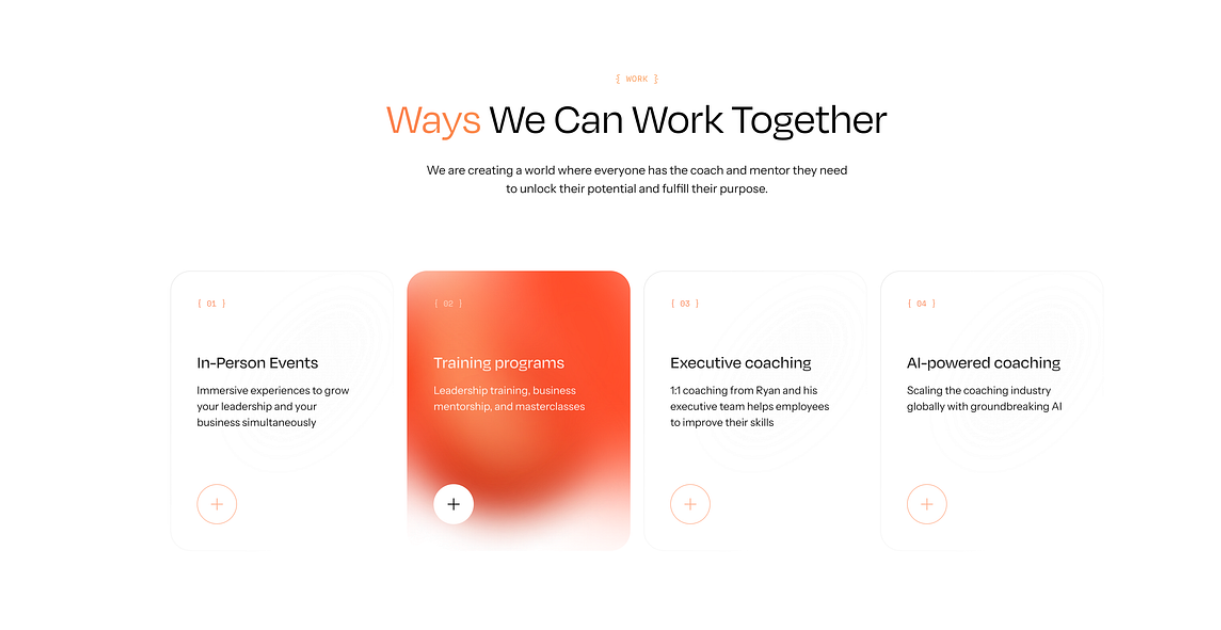 { WORK }
Ways We Can Work Together
We are creating a world where everyone has the coach and mentor they need
to unlock their potential and fulfill their purpose.
[ 01 ]
In-Person Events
Immersive experiences to grow
your leadership and your
business simultaneously
[ 02 ]
Training programs
Leadership training, business
mentorship, and masterclasses
[ 03 ]
Executive coaching
1:1 coaching from Ryan and his
executive team helps employees
to improve their skills
[ 04 ]
AI-powered coaching
Scaling the coaching industry
globally with groundbreaking AI